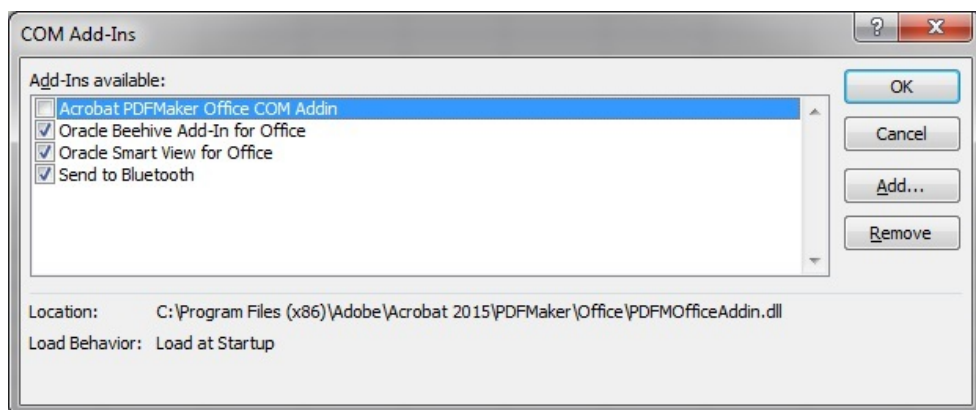 COM Add-Ins
Add-Ins available:
Acrobat PDFMaker Office COM Addin
Oracle Beehive Add-In for Office
Oracle Smart View for Office
Send to Bluetooth
OK
Cancel
Add...
Remove
Location: C:\Program Files (x86)\Adobe\Acrobat 2015\PDFMaker\Office\PDFMOfficeAddin.dll
Load Behavior: Load at Startup